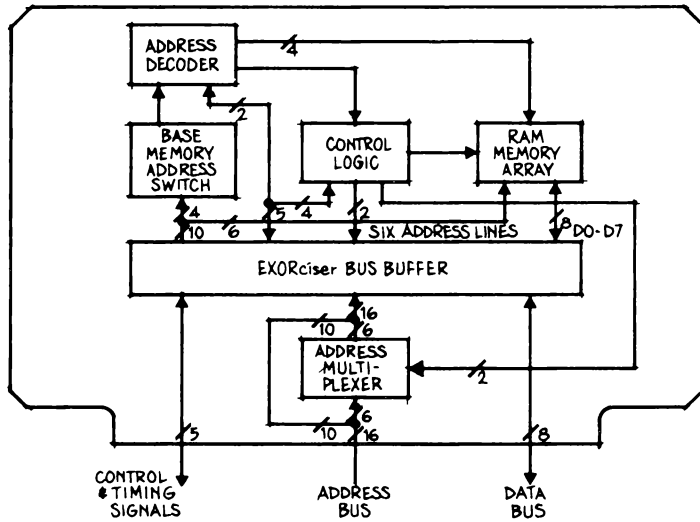 ADDRESS
DECODER
4
2
BASE
MEMORY
ADDRESS
SWITCH
CONTROL
LOGIC
RAM
MEMORY
ARRAY
4
10
6
5
4
2
SIX ADDRESS LINES
8
D0-D7
EXORciser BUS BUFFER
16
10
6
ADDRESS
MULTI-
PLEXER
2
6
10
16
5
8
CONTROL
& TIMING
SIGNALS
ADDRESS
BUS
DATA
BUS